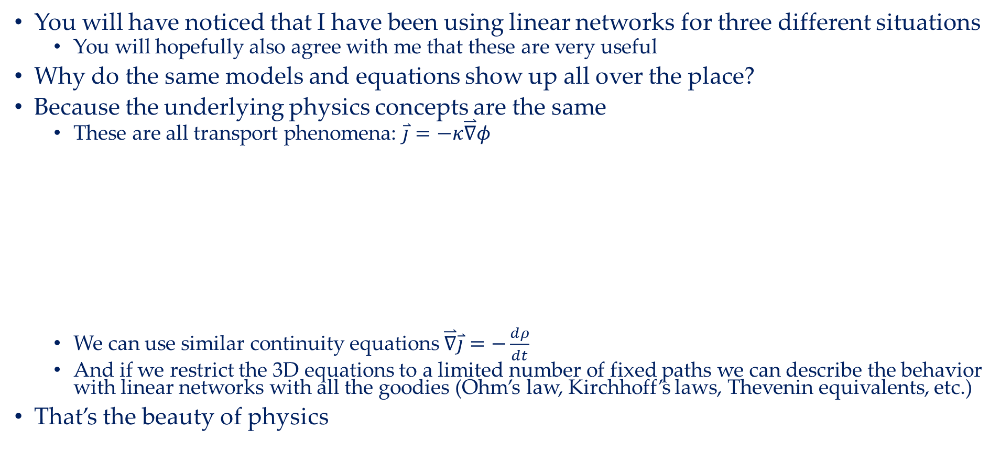 • You will have noticed that I have been using linear networks for three different situations
• You will hopefully also agree with me that these are very useful
• Why do the same models and equations show up all over the place?
• Because the underlying physics concepts are the same
• These are all transport phenomena: $\vec{\jmath} = -\kappa\vec{\nabla}\phi$
• We can use similar continuity equations $\vec{\nabla}\vec{\jmath} = -\frac{d\rho}{dt}$
• And if we restrict the 3D equations to a limited number of fixed paths we can describe the behavior
with linear networks with all the goodies (Ohm’s law, Kirchhoff’s laws, Thevenin equivalents, etc.)
• That’s the beauty of physics